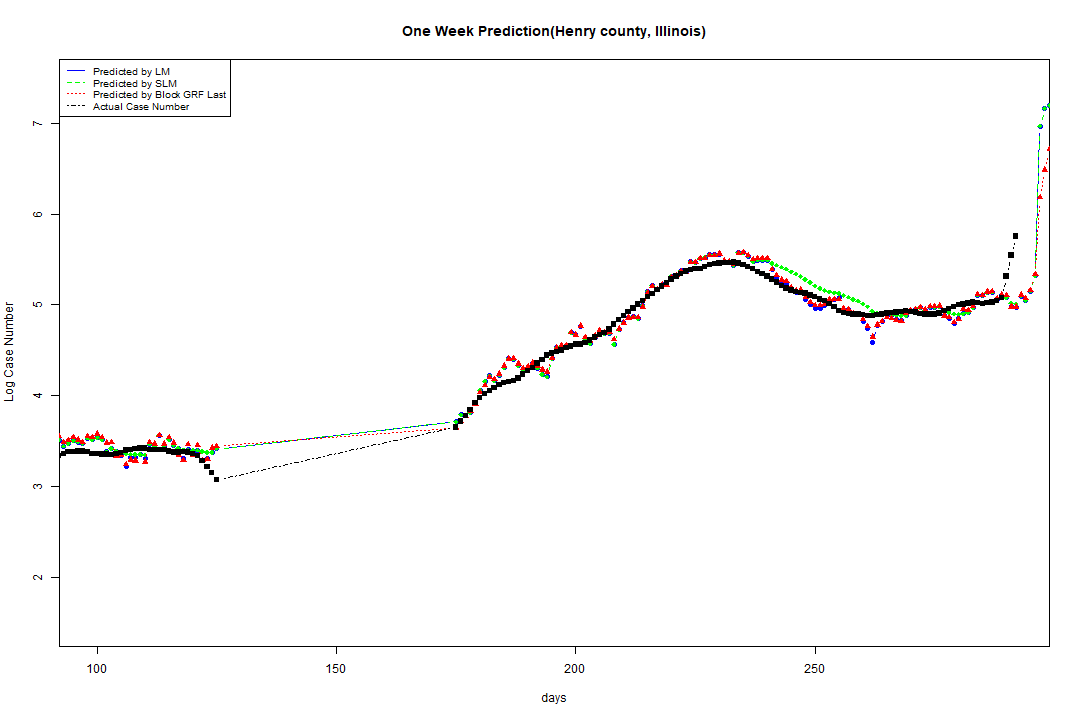 One Week Prediction(Henry county, Illinois)
Predicted by LM
Predicted by SLM
Predicted by Block GRF Last
Actual Case Number
7
6
5
4
3
2
Log Case Number
100 150 200 250
days